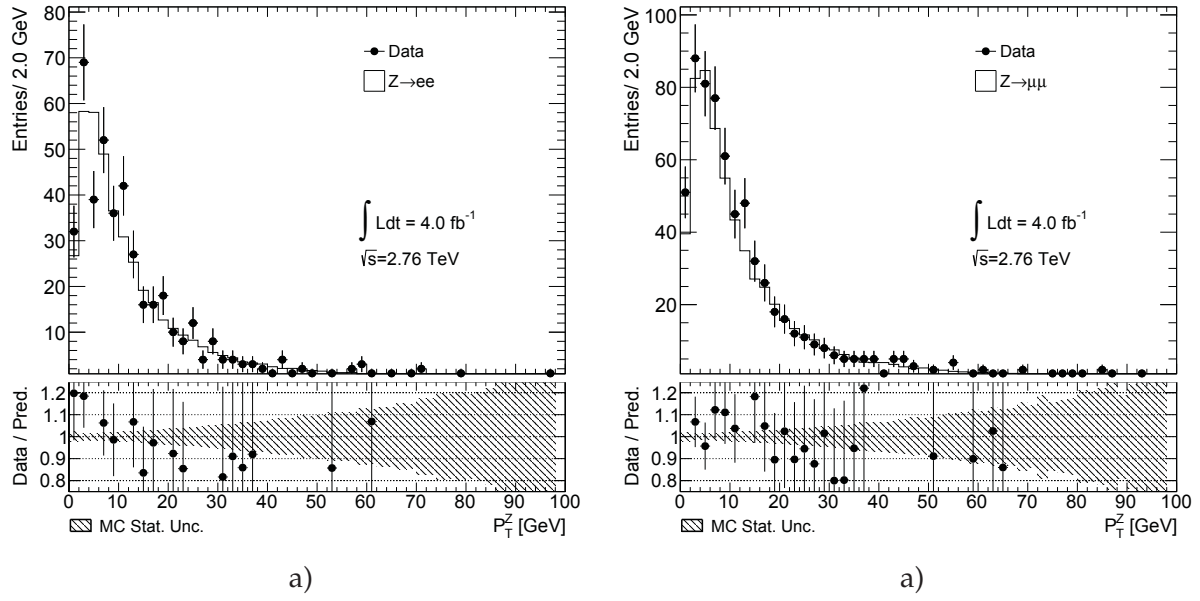 Entries/ 2.0 GeV
80
70
60
50
40
30
20
10
Data
Z→ee
∫ Ldt = 4.0 fb⁻¹
√s=2.76 TeV
Data / Pred.
1.2
1.1
1
0.9
0.8
0 10 20 30 40 50 60 70 80 90 100
MC Stat. Unc.
P_T^Z [GeV]
a)
Entries/ 2.0 GeV
100
80
60
40
20
Data
Z→μμ
∫ Ldt = 4.0 fb⁻¹
√s=2.76 TeV
Data / Pred.
1.2
1.1
1
0.9
0.8
0 10 20 30 40 50 60 70 80 90 100
MC Stat. Unc.
P_T^Z [GeV]
a)